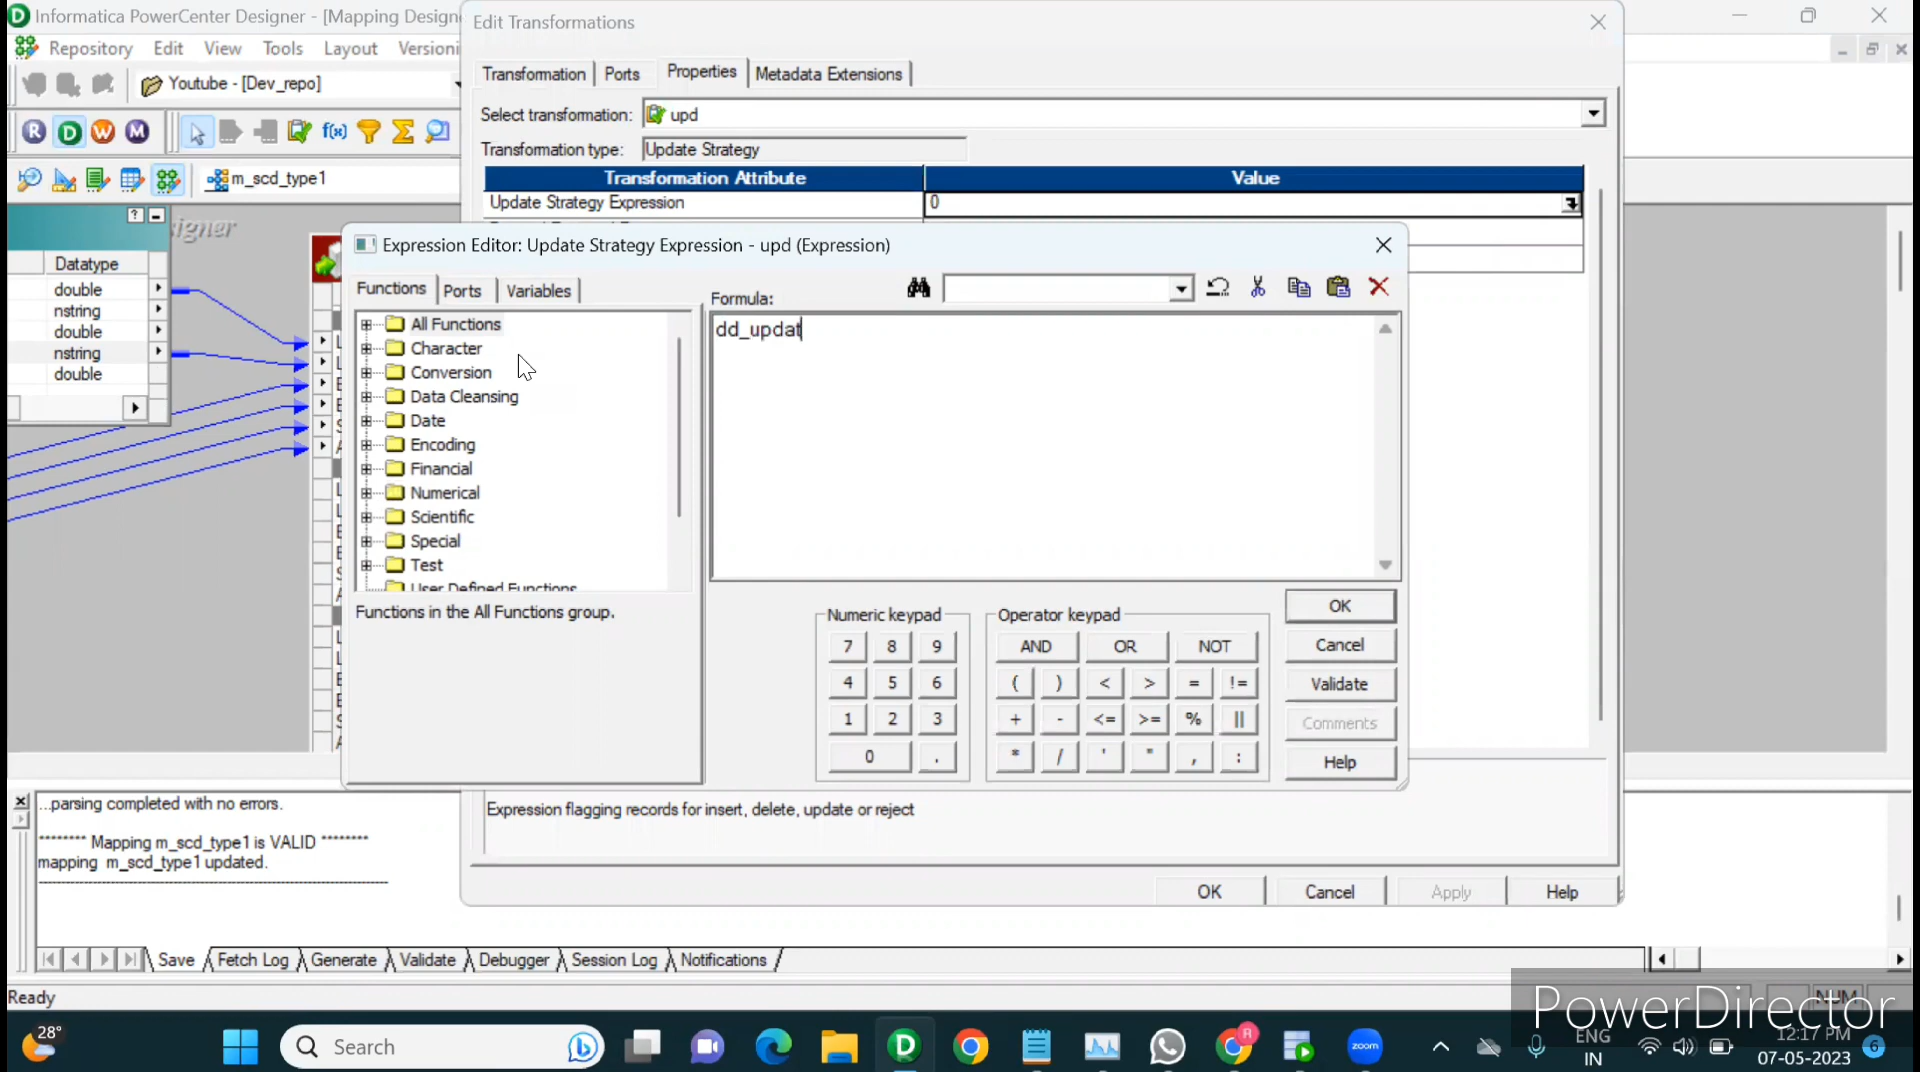 Informatica PowerCenter Designer - [Mapping Design
Edit Transformations
Repository Edit View Tools Layout Versioni
Transformation Ports Properties Metadata Extensions
Youtube - [Dev_repo]
Select transformation: upd
R D W M f(x)
Transformation type: Update Strategy
m_scd_type1
Transformation Attribute Value
Update Strategy Expression 0
igner
Expression Editor: Update Strategy Expression - upd (Expression)
Datatype
double
nstring
double
nstring
double
Functions Ports Variables
Formula:
All Functions
Character
Conversion
Data Cleansing
Date
Encoding
Financial
Numerical
Scientific
Special
Test
User Defined Functions
Functions in the All Functions group.
dd_updat
Numeric keypad
7 8 9
4 5 6
1 2 3
0 .
Operator keypad
AND OR NOT
( ) < > = !=
+ - <= >= % ||
* / ' " , :
OK
Cancel
Validate
Comments
Help
Expression flagging records for insert, delete, update or reject
OK Cancel Apply Help
...parsing completed with no errors.
******** Mapping m_scd_type1 is VALID ********
mapping m_scd_type1 updated.
Save Fetch Log Generate Validate Debugger Session Log Notifications
Ready
NUM
PowerDirector
28°
Search
zoom
R
ENG
IN
12:17 PM
07-05-2023
6